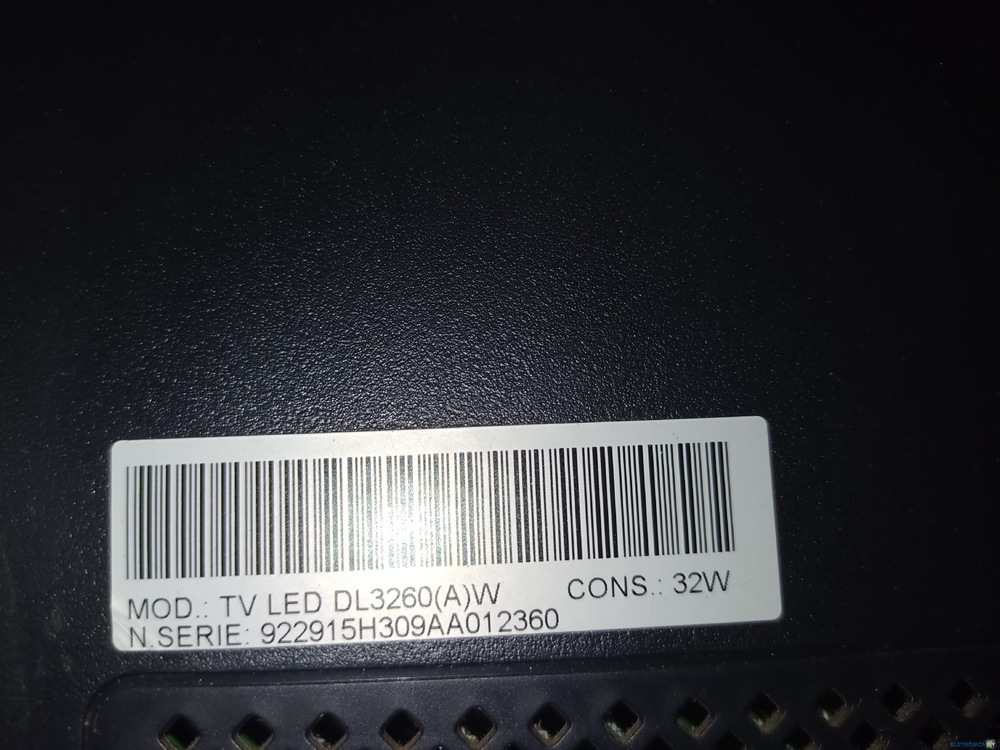 MOD.: TV LED DL3260(A)W CONS.: 32W
N.SERIE: 922915H309AA012360